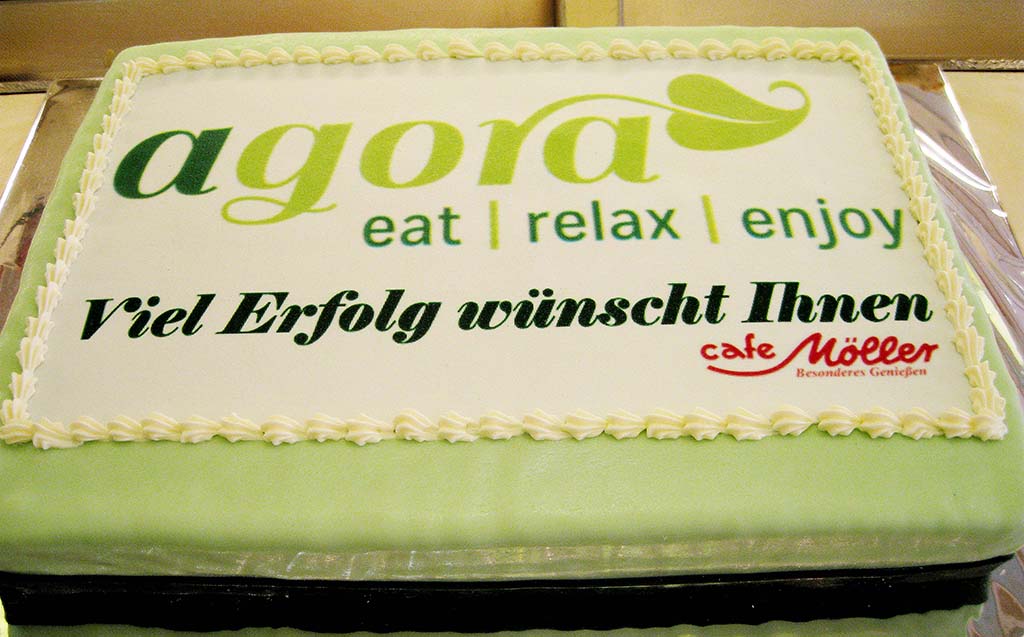 agora
eat | relax | enjoy
Viel Erfolg wünscht Ihnen
cafe Möller
Besonderes Genießen